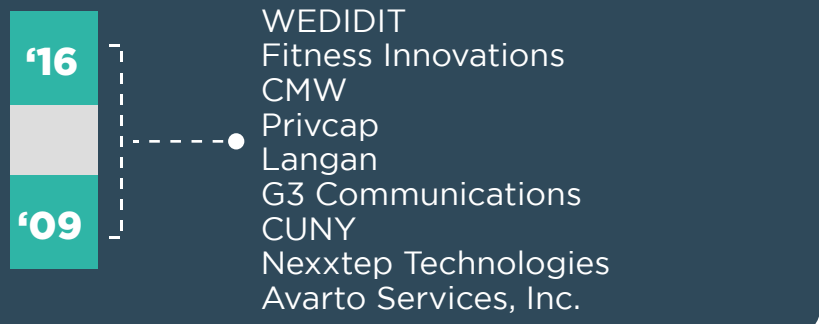 ‘16
‘09
WEDIDIT
Fitness Innovations
CMW
Privcap
Langan
G3 Communications
CUNY
Nexxtep Technologies
Avarto Services, Inc.